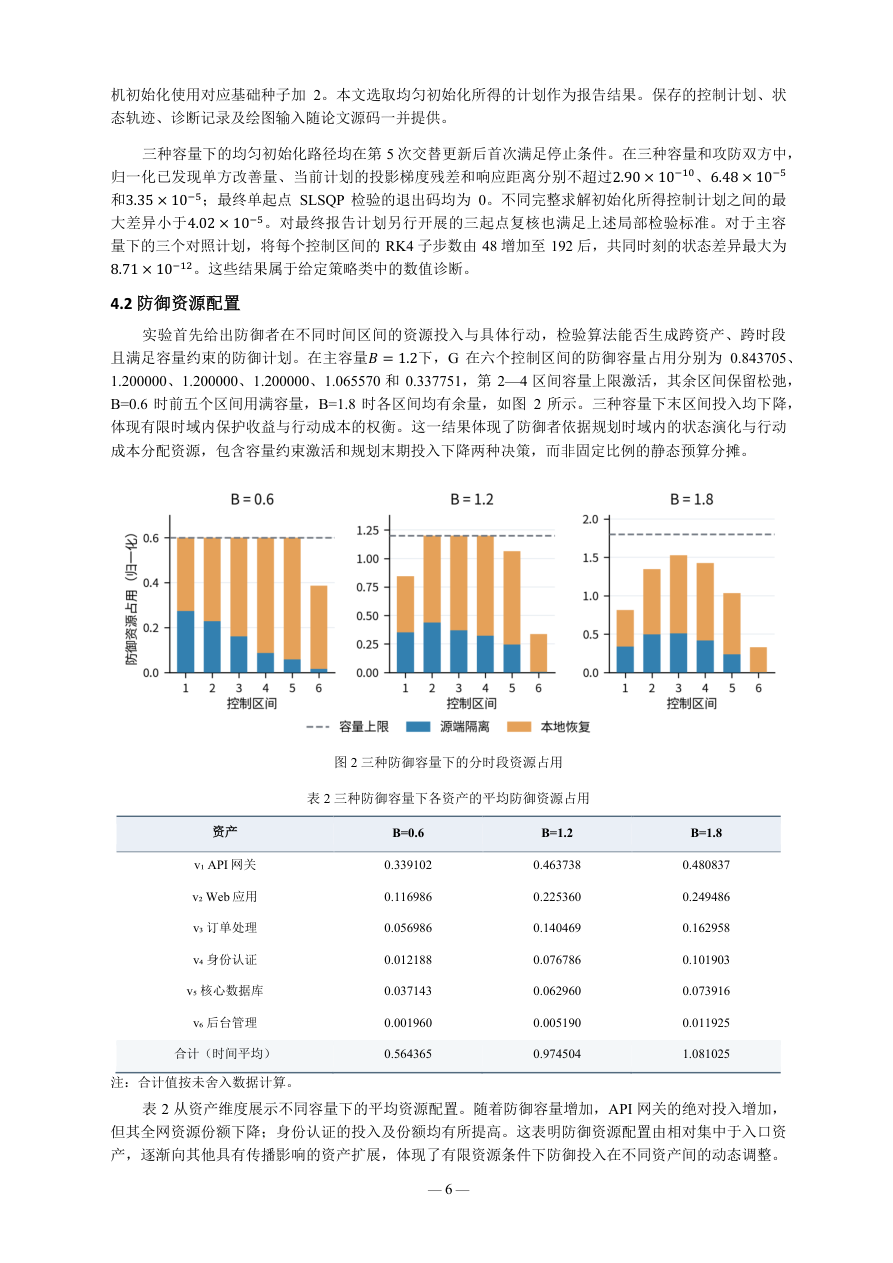 机初始化使用对应基础种子加 2。本文选取均匀初始化所得的计划作为报告结果。保存的控制计划、状
态轨迹、诊断记录及绘图输入随论文源码一并提供。
三种容量下的均匀初始化路径均在第 5 次交替更新后首次满足停止条件。在三种容量和攻防双方中，
归一化已发现单方改善量、当前计划的投影梯度残差和响应距离分别不超过2.90 × 10⁻¹⁰、6.48 × 10⁻⁵
和3.35 × 10⁻⁵；最终单起点 SLSQP 检验的退出码均为 0。不同完整求解初始化所得控制计划之间的最
大差异小于4.02 × 10⁻⁵。对最终报告计划另行开展的三起点复核也满足上述局部检验标准。对于主容
量下的三个对照计划，将每个控制区间的 RK4 子步数由 48 增加至 192 后，共同时刻的状态差异最大为
8.71 × 10⁻¹²。这些结果属于给定策略类中的数值诊断。
4.2 防御资源配置
实验首先给出防御者在不同时间区间的资源投入与具体行动，检验算法能否生成跨资产、跨时段
且满足容量约束的防御计划。在主容量B = 1.2下，G 在六个控制区间的防御容量占用分别为 0.843705、
1.200000、1.200000、1.200000、1.065570 和 0.337751，第 2—4 区间容量上限激活，其余区间保留松弛，
B=0.6 时前五个区间用满容量，B=1.8 时各区间均有余量，如图 2 所示。三种容量下末区间投入均下降，
体现有限时域内保护收益与行动成本的权衡。这一结果体现了防御者依据规划时域内的状态演化与行动
成本分配资源，包含容量约束激活和规划末期投入下降两种决策，而非固定比例的静态预算分摊。
B = 0.6 B = 1.2 B = 1.8
防御资源占用（归一化）
0.6
0.4
0.2
0.0
1 2 3 4 5 6
控制区间
1.25
1.00
0.75
0.50
0.25
0.00
1 2 3 4 5 6
控制区间
2.0
1.5
1.0
0.5
0.0
1 2 3 4 5 6
控制区间
容量上限 源端隔离 本地恢复
图 2 三种防御容量下的分时段资源占用
表 2 三种防御容量下各资产的平均防御资源占用
资产 B=0.6 B=1.2 B=1.8
v₁ API 网关 0.339102 0.463738 0.480837
v₂ Web 应用 0.116986 0.225360 0.249486
v₃ 订单处理 0.056986 0.140469 0.162958
v₄ 身份认证 0.012188 0.076786 0.101903
v₅ 核心数据库 0.037143 0.062960 0.073916
v₆ 后台管理 0.001960 0.005190 0.011925
合计（时间平均） 0.564365 0.974504 1.081025
注：合计值按未舍入数据计算。
表 2 从资产维度展示不同容量下的平均资源配置。随着防御容量增加，API 网关的绝对投入增加，
但其全网资源份额下降；身份认证的投入及份额均有所提高。这表明防御资源配置由相对集中于入口资
产，逐渐向其他具有传播影响的资产扩展，体现了有限资源条件下防御投入在不同资产间的动态调整。
— 6 —